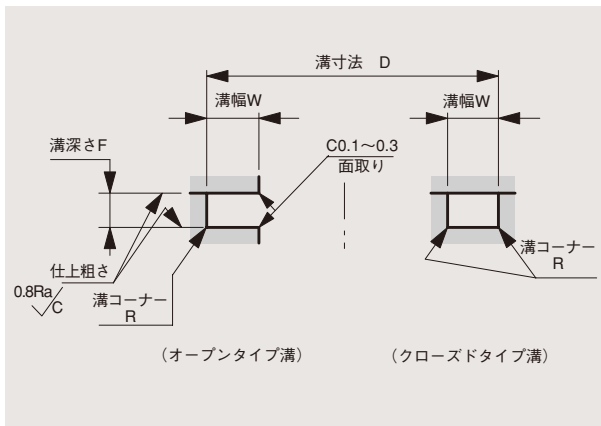 溝寸法 D
溝幅W
溝幅W
溝深さF
C0.1～0.3
面取り
仕上粗さ
0.8Ra
C
溝コーナー
R
溝コーナー
R
（オープンタイプ溝）
（クローズドタイプ溝）